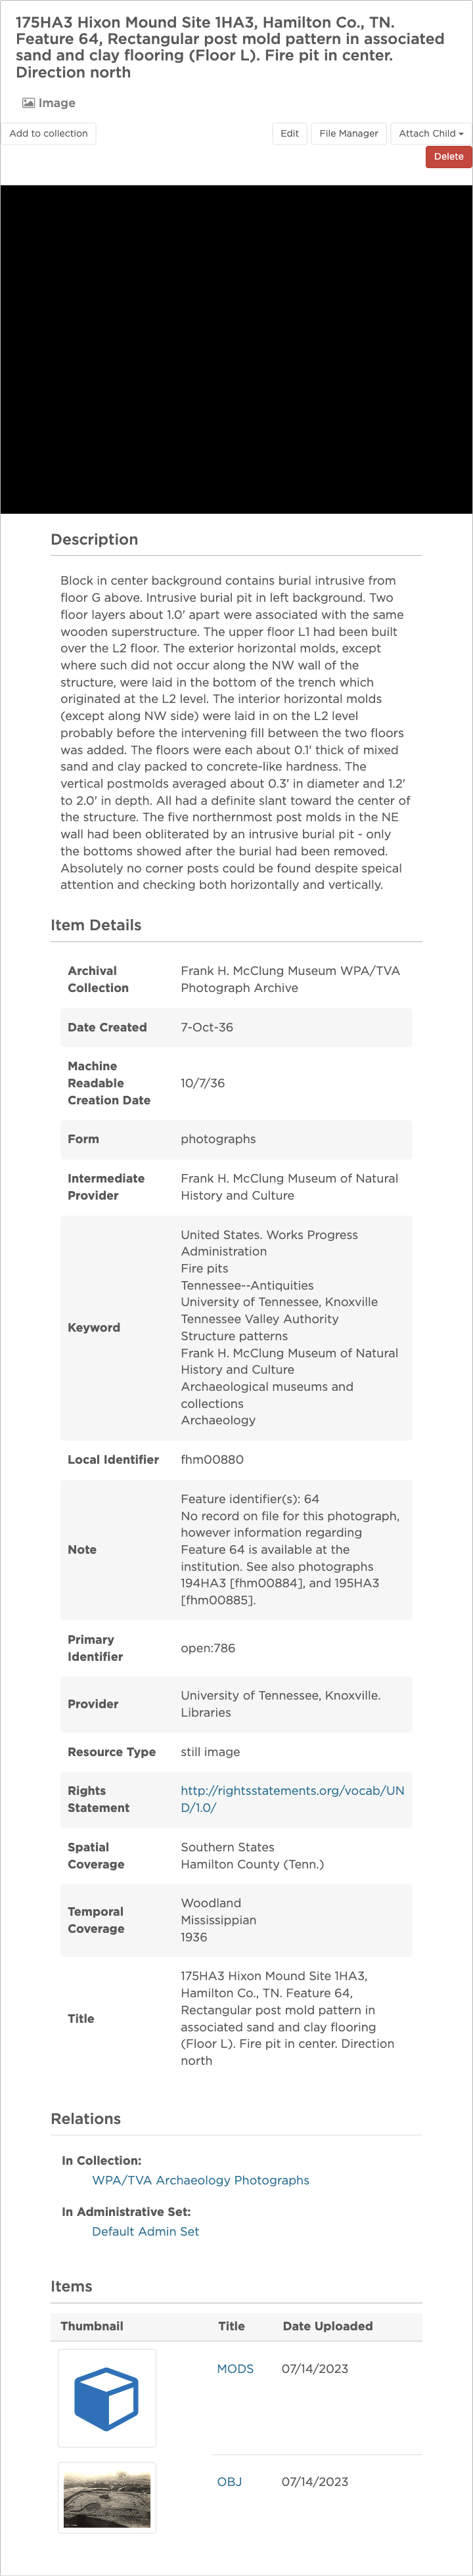 175HA3 Hixon Mound Site 1HA3, Hamilton Co., TN.
Feature 64, Rectangular post mold pattern in associated
sand and clay flooring (Floor L). Fire pit in center.
Direction north
Image
Add to collection
Edit
File Manager
Attach Child
Delete
Description
Block in center background contains burial intrusive from
floor G above. Intrusive burial pit in left background. Two
floor layers about 1.0' apart were associated with the same
wooden superstructure. The upper floor L1 had been built
over the L2 floor. The exterior horizontal molds, except
where such did not occur along the NW wall of the
structure, were laid in the bottom of the trench which
originated at the L2 level. The interior horizontal molds
(except along NW side) were laid in on the L2 level
probably before the intervening fill between the two floors
was added. The floors were each about 0.1' thick of mixed
sand and clay packed to concrete-like hardness. The
vertical postmolds averaged about 0.3' in diameter and 1.2'
to 2.0' in depth. All had a definite slant toward the center of
the structure. The five northernmost post molds in the NE
wall had been obliterated by an intrusive burial pit - only
the bottoms showed after the burial had been removed.
Absolutely no corner posts could be found despite speical
attention and checking both horizontally and vertically.
Item Details
Archival
Collection
Frank H. McClung Museum WPA/TVA
Photograph Archive
Date Created
7-Oct-36
Machine
Readable
Creation Date
10/7/36
Form
photographs
Intermediate
Provider
Frank H. McClung Museum of Natural
History and Culture
Keyword
United States. Works Progress
Administration
Fire pits
Tennessee--Antiquities
University of Tennessee, Knoxville
Tennessee Valley Authority
Structure patterns
Frank H. McClung Museum of Natural
History and Culture
Archaeological museums and
collections
Archaeology
Local Identifier
fhm00880
Note
Feature identifier(s): 64
No record on file for this photograph,
however information regarding
Feature 64 is available at the
institution. See also photographs
194HA3 [fhm00884], and 195HA3
[fhm00885].
Primary
Identifier
open:786
Provider
University of Tennessee, Knoxville.
Libraries
Resource Type
still image
Rights
Statement
http://rightsstatements.org/vocab/UN
D/1.0/
Spatial
Coverage
Southern States
Hamilton County (Tenn.)
Temporal
Coverage
Woodland
Mississippian
1936
Title
175HA3 Hixon Mound Site 1HA3,
Hamilton Co., TN. Feature 64,
Rectangular post mold pattern in
associated sand and clay flooring
(Floor L). Fire pit in center. Direction
north
Relations
In Collection:
WPA/TVA Archaeology Photographs
In Administrative Set:
Default Admin Set
Items
Thumbnail
Title
Date Uploaded
MODS
07/14/2023
OBJ
07/14/2023